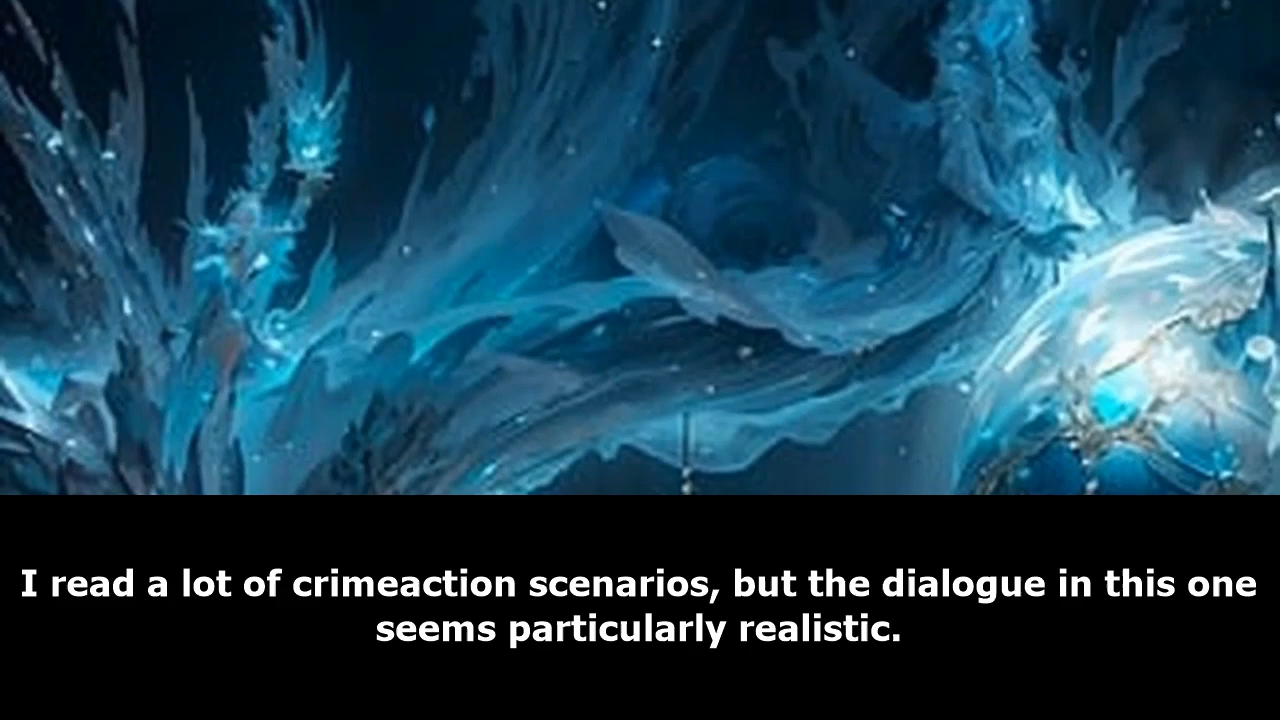 I read a lot of crimeaction scenarios, but the dialogue in this one
seems particularly realistic.